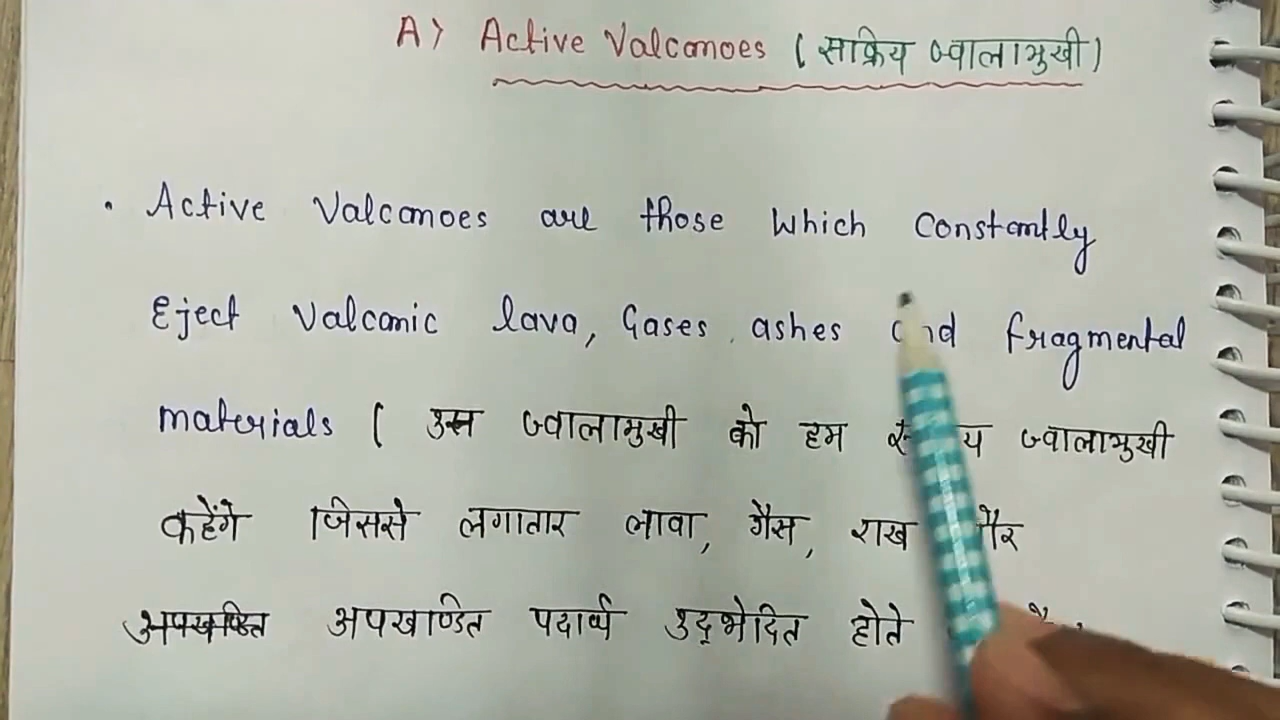 A> Active Valcanoes (सक्रिय ज्वालामुखी)
· Active Valcanoes are those which constantly
Eject Valcanic lava, Gases, ashes and fragmental
materials ( उस ज्वालामुखी को हम ज्वालामुखी
कहेंगे जिससे लगातार लावा, गैस, राख
अपखण्डित अपखण्डित पदार्थ उद्भेदित होते